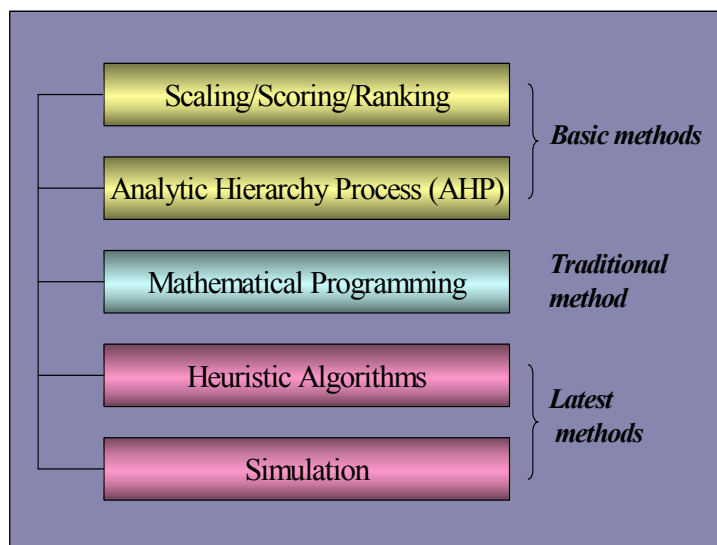 Scaling/Scoring/Ranking
Basic methods
Analytic Hierarchy Process (AHP)
Mathematical Programming
Traditional
method
Heuristic Algorithms
Latest
methods
Simulation